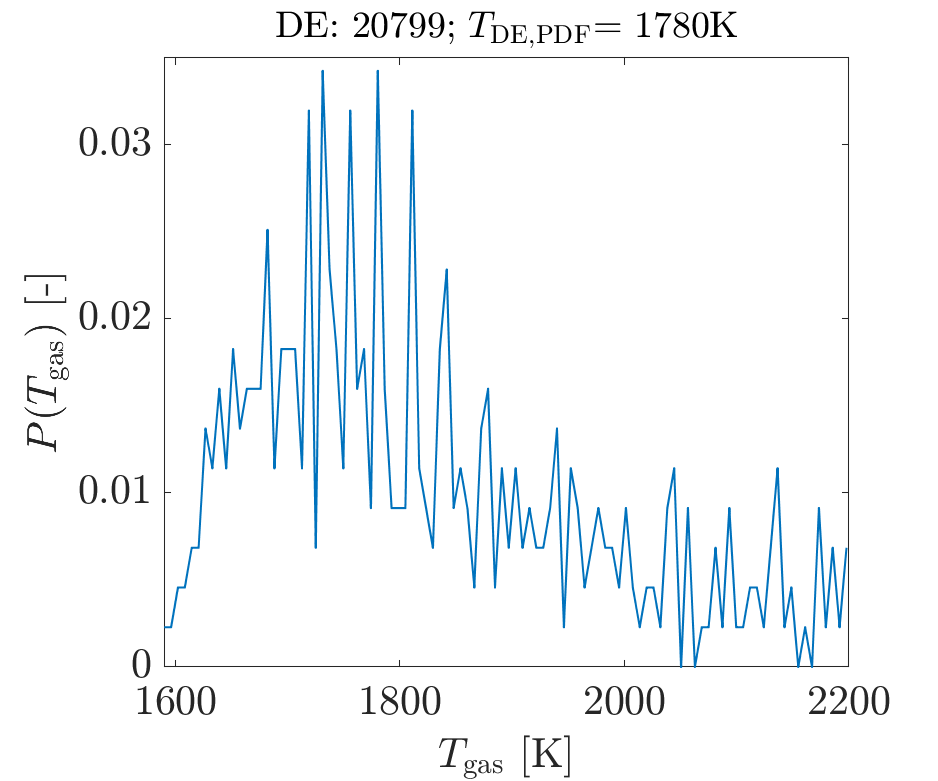 DE: 20799; T_DE,PDF= 1780K
0.03
0.02
0.01
0
P(T_gas) [-]
1600 1800 2000 2200
T_gas [K]